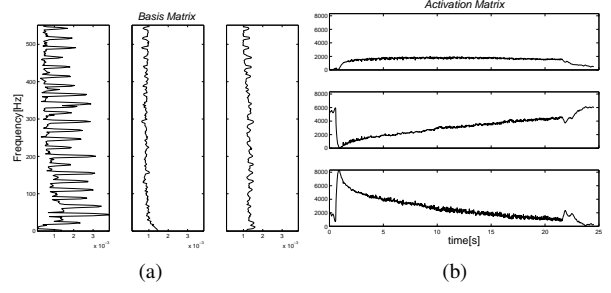 Basis Matrix
Activation Matrix
Frequency[Hz]
500
400
300
200
100
0
1 2 3
x 10⁻³
1 2 3
x 10⁻³
1 2 3
x 10⁻³
8000
6000
4000
2000
0
8000
6000
4000
2000
0
8000
6000
4000
2000
0
0 5 10 15 20 25
time[s]
(a)
(b)